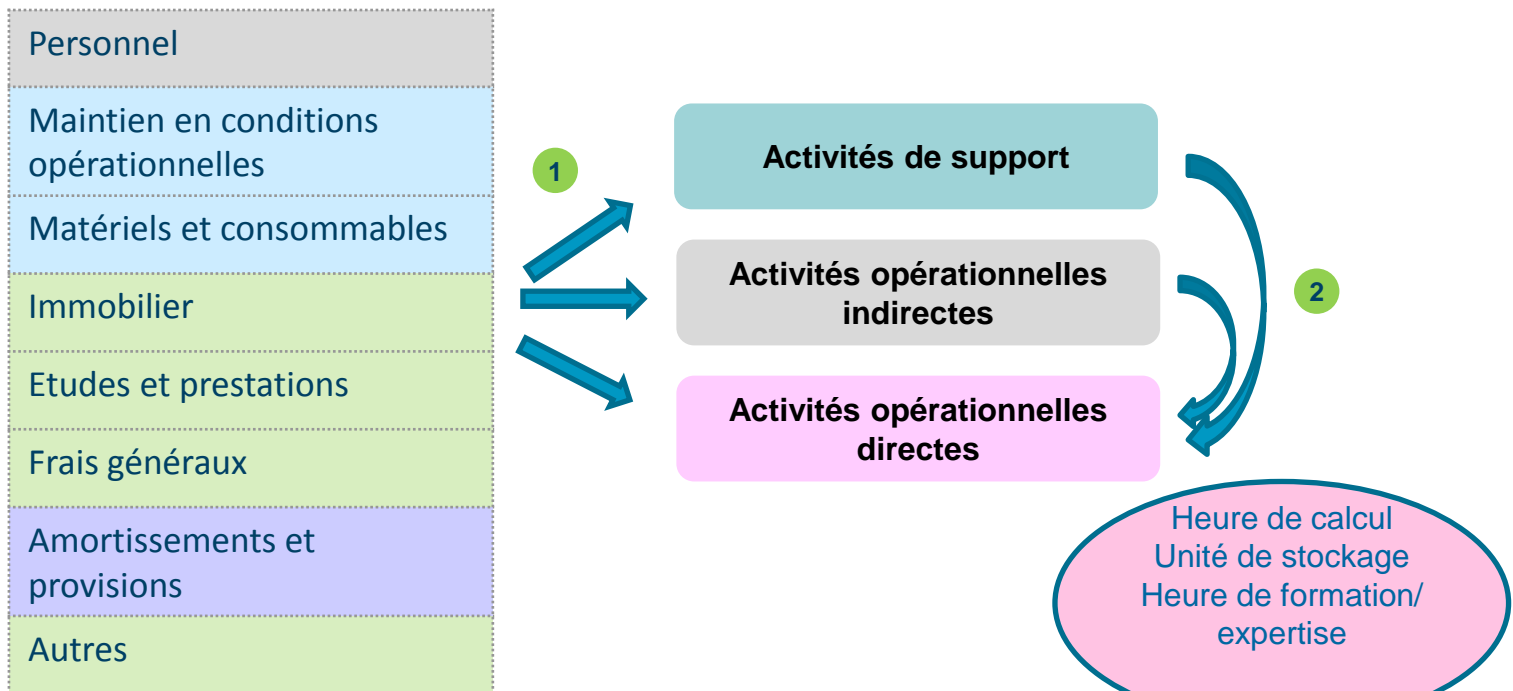 Personnel
Maintien en conditions
opérationnelles
Matériels et consommables
Immobilier
Etudes et prestations
Frais généraux
Amortissements et
provisions
Autres
1
Activités de support
Activités opérationnelles
indirectes
Activités opérationnelles
directes
2
Heure de calcul
Unité de stockage
Heure de formation/
expertise